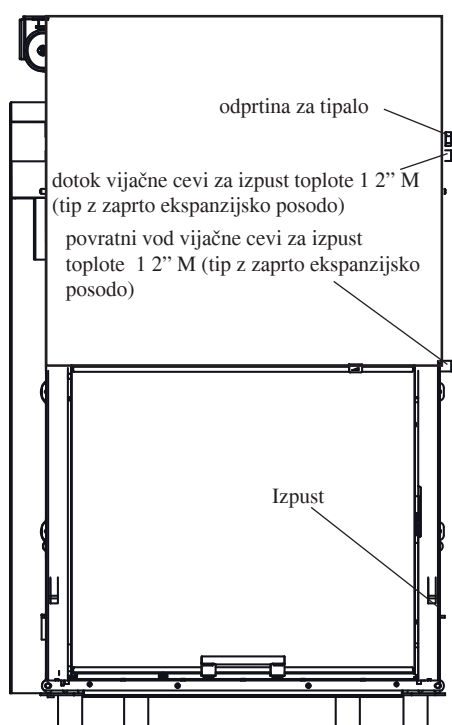 odprtina za tipalo
dotok vijačne cevi za izpust toplote 1 2” M
(tip z zaprto ekspanzijsko posodo)
povratni vod vijačne cevi za izpust
toplote 1 2” M (tip z zaprto ekspanzijsko
posodo)
Izpust